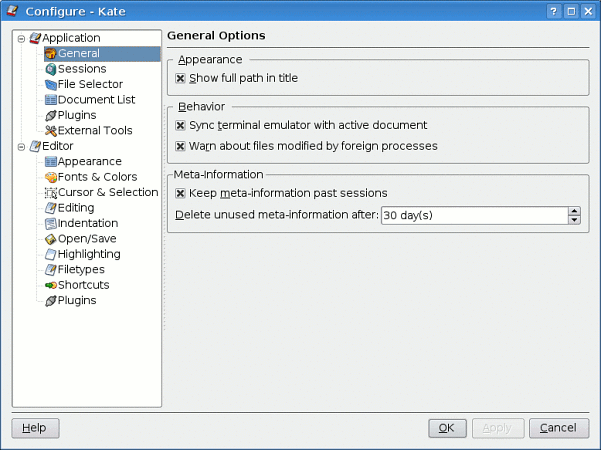 Configure - Kate
Application
General
Sessions
File Selector
Document List
Plugins
External Tools
Editor
Appearance
Fonts & Colors
Cursor & Selection
Editing
Indentation
Open/Save
Highlighting
Filetypes
Shortcuts
Plugins
General Options
Appearance
Show full path in title
Behavior
Sync terminal emulator with active document
Warn about files modified by foreign processes
Meta-Information
Keep meta-information past sessions
Delete unused meta-information after: 30 day(s)
Help
OK
Apply
Cancel